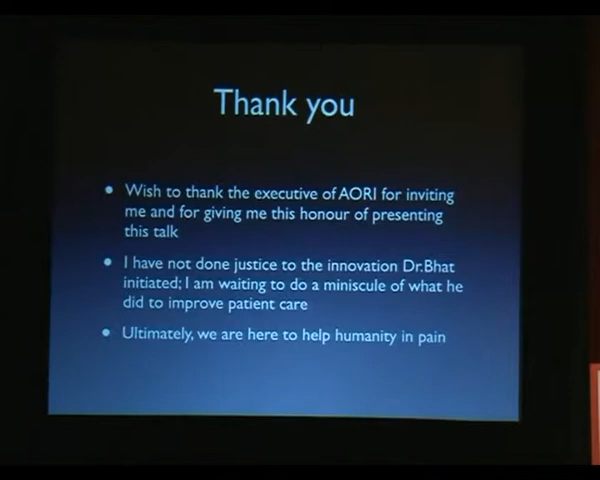 Thank you
• Wish to thank the executive of AORI for inviting
me and for giving me this honour of presenting
this talk
• I have not done justice to the innovation Dr.Bhat
initiated; I am waiting to do a miniscule of what he
did to improve patient care
• Ultimately, we are here to help humanity in pain